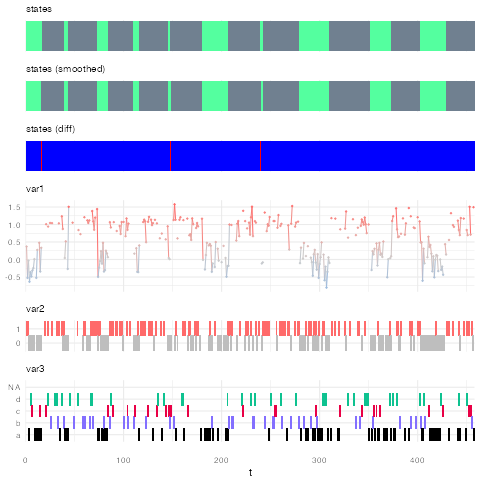 states
states (smoothed)
states (diff)
var1
1.5
1.0
0.5
0.0
-0.5
var2
1
0
var3
NA
d
c
b
a
0 100 200 300 400
t